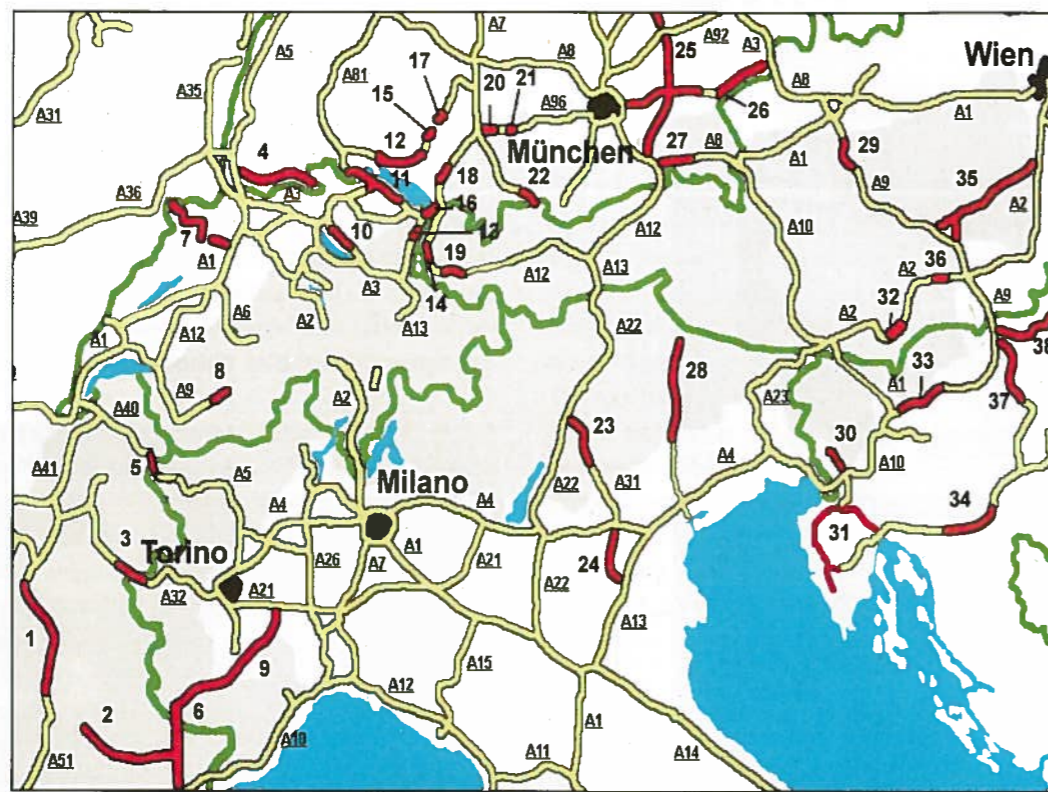 A7
A92
25
A5
A8
A3
Wien
17
A81
A35
20
21
A8
15
A96
26
A1
A31
12
München
27
A8
29
4
11
18
A1
A36
A3
22
A9
35
A39
16
A12
A10
A2
7
10
13
A1
19
36
A12
A13
A2
A3
14
A9
A6
A2
A13
32
A12
A22
A2
38
A1
33
8
28
A1
A9
A2
A23
37
A40
23
30
5
A10
A41
A5
A4
A4
A22
A31
Milano
A4
34
3
A26
A1
31
Torino
A7
A21
24
A21
A22
A32
A13
1
9
A15
2
6
A12
A10
A1
A51
A11
A14